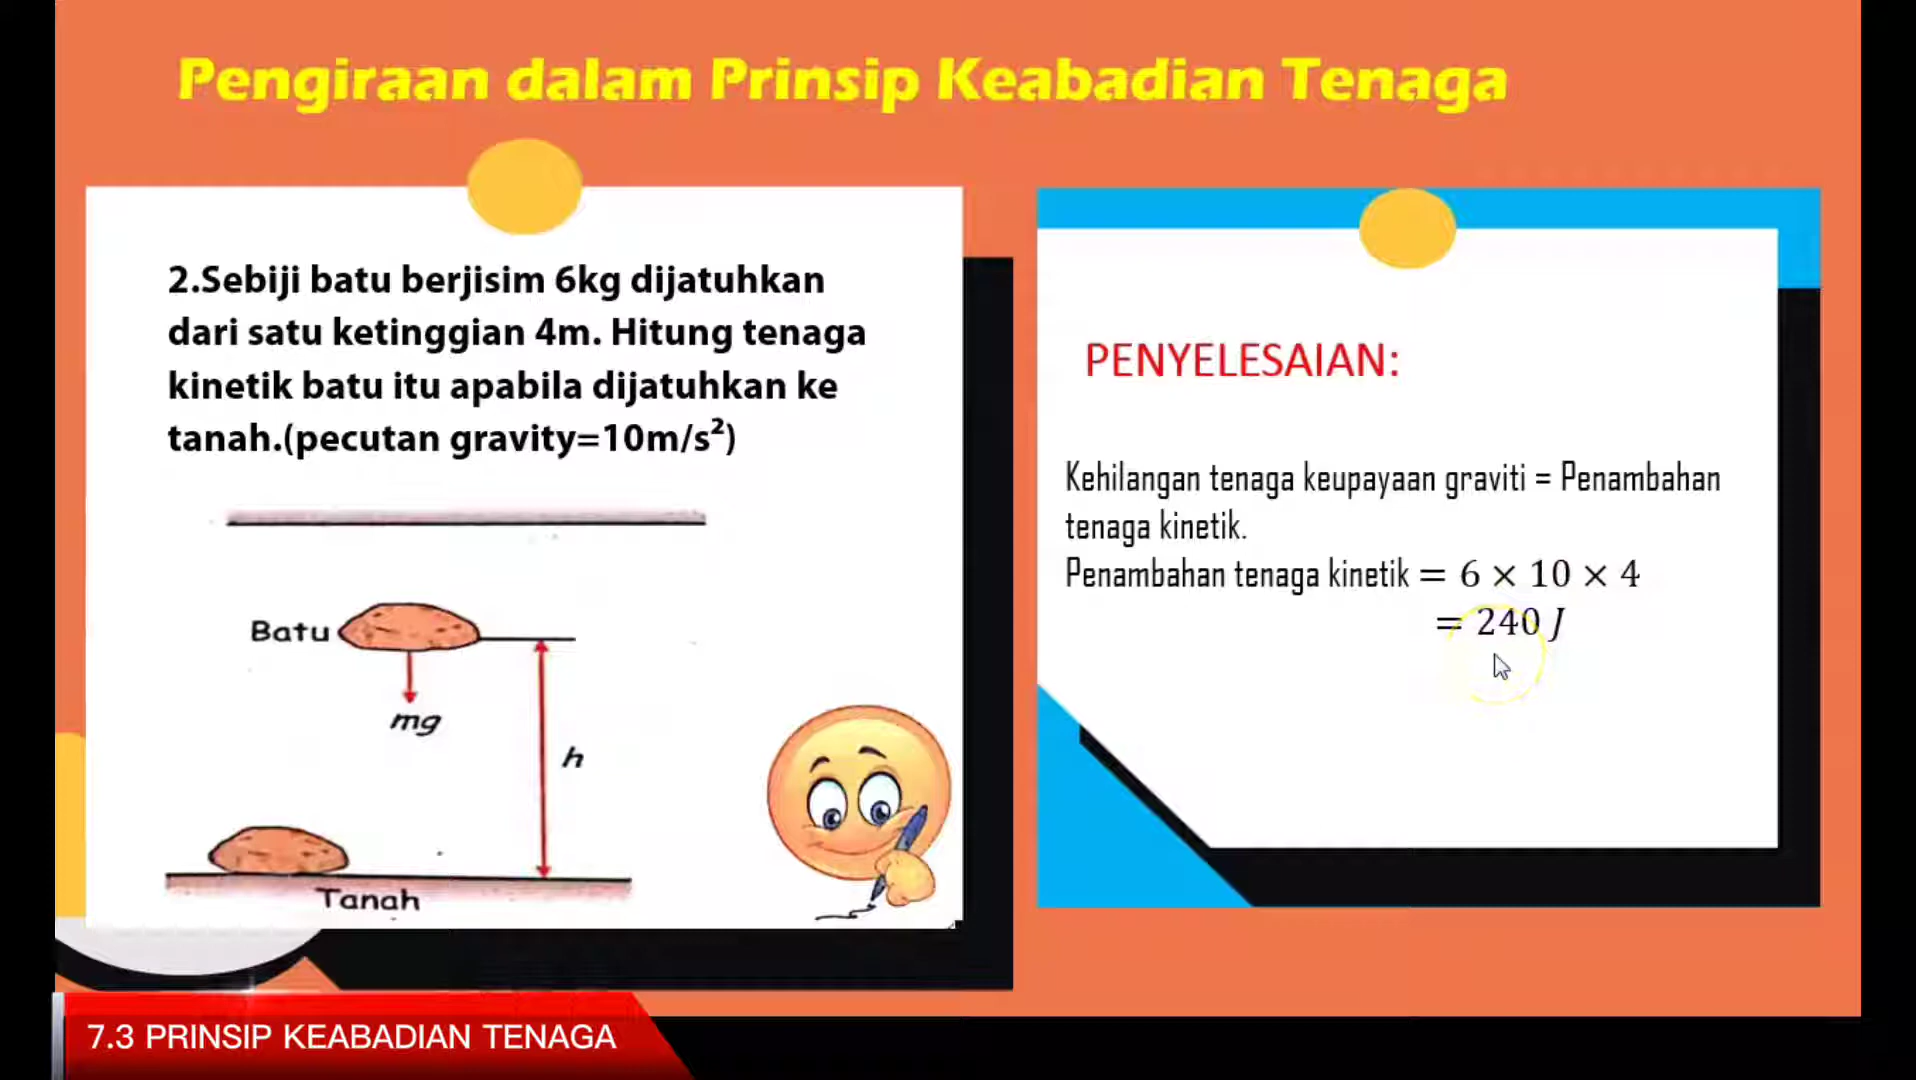 Pengiraan dalam Prinsip Keabadian Tenaga
2.Sebiji batu berjisim 6kg dijatuhkan
dari satu ketinggian 4m. Hitung tenaga
kinetik batu itu apabila dijatuhkan ke
tanah.(pecutan gravity=10m/s²)
Batu
mg
h
Tanah
PENYELESAIAN:
Kehilangan tenaga keupayaan graviti = Penambahan
tenaga kinetik.
Penambahan tenaga kinetik = 6 × 10 × 4
= 240 J
7.3 PRINSIP KEABADIAN TENAGA